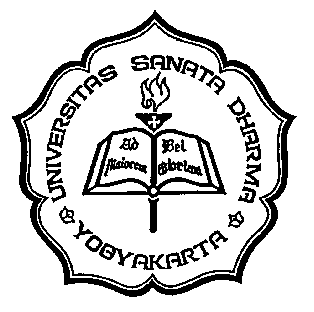 UNIVERSITAS SANATA DHARMA
Ad Maiorem
Dei Gloriam
YOGYAKARTA